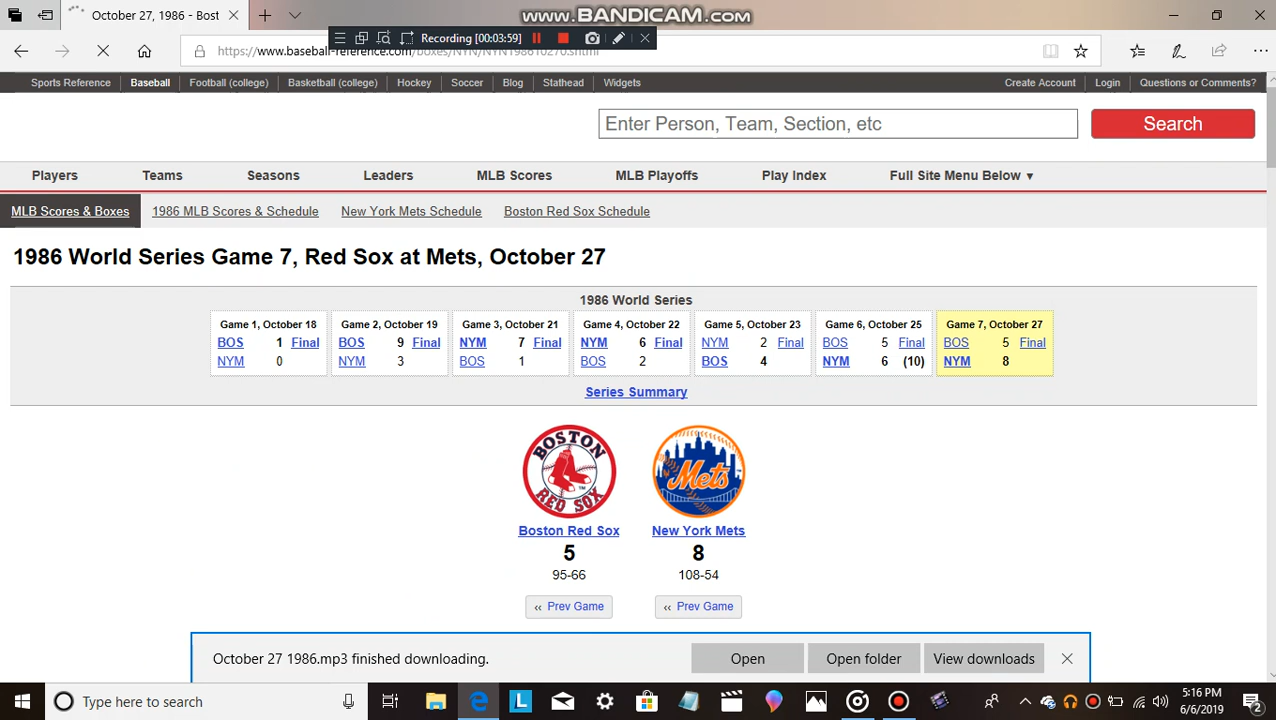 October 27, 1986 - Bost
www.BANDICAM.com
Recording [00:03:59]
https://www.baseball-reference.com/boxes/NYN/NYN198610270.shtml
Sports Reference Baseball Football (college) Basketball (college) Hockey Soccer Blog Stathead Widgets Create Account Login Questions or Comments?
Enter Person, Team, Section, etc Search
Players Teams Seasons Leaders MLB Scores MLB Playoffs Play Index Full Site Menu Below ▼
MLB Scores & Boxes 1986 MLB Scores & Schedule New York Mets Schedule Boston Red Sox Schedule
1986 World Series Game 7, Red Sox at Mets, October 27
1986 World Series
Game 1, October 18 Game 2, October 19 Game 3, October 21 Game 4, October 22 Game 5, October 23 Game 6, October 25 Game 7, October 27
BOS 1 Final BOS 9 Final NYM 7 Final NYM 6 Final NYM 2 Final BOS 5 Final BOS 5 Final
NYM 0 NYM 3 BOS 1 BOS 2 BOS 4 NYM 6 (10) NYM 8
Series Summary
BOSTON RED SOX Mets
Boston Red Sox New York Mets
5 8
95-66 108-54
« Prev Game « Prev Game
October 27 1986.mp3 finished downloading. Open Open folder View downloads
Type here to search
L
5:16 PM
6/6/2019
2